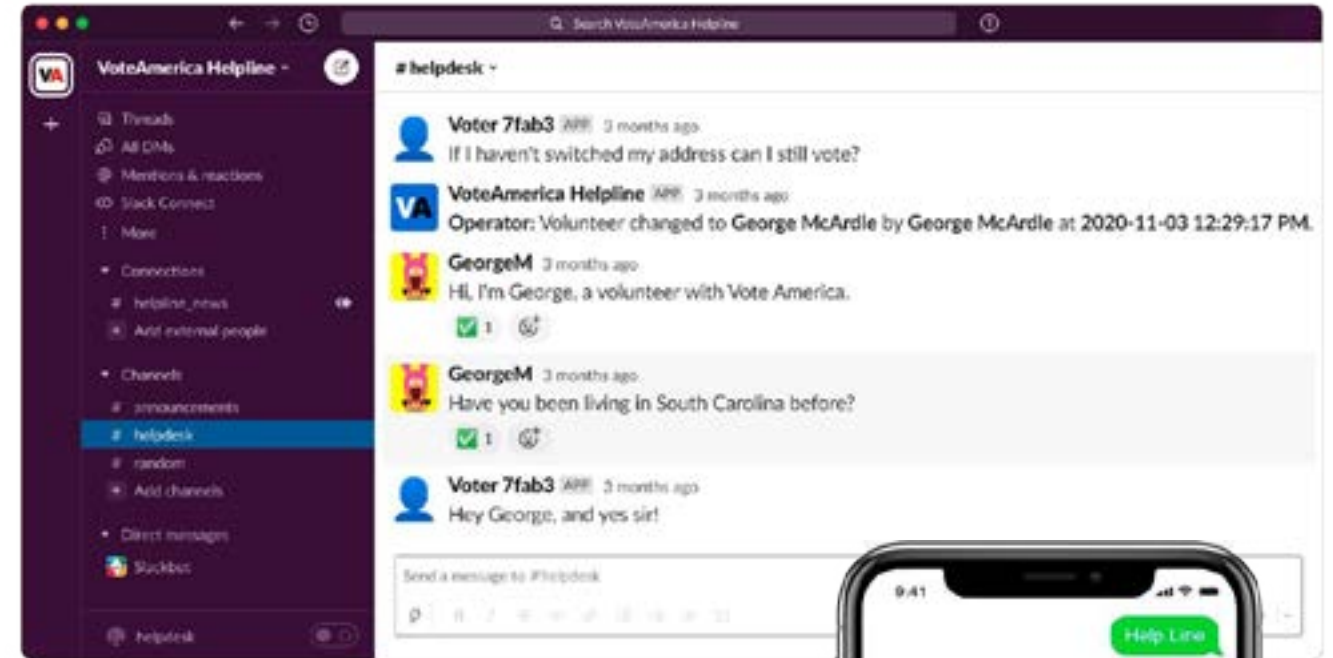 Search VoteAmerica Helpline
VA
VoteAmerica Helpline
# helpdesk
Threads
All DMs
Mentions & reactions
Slack Connect
More
Connections
# helpline_news
+ Add external people
Channels
# announcements
# helpdesk
# random
+ Add channels
Direct messages
Slackbot
helpdesk
Voter 7fab3 APP 3 months ago
If I haven't switched my address can I still vote?
VA
VoteAmerica Helpline APP 3 months ago
Operator: Volunteer changed to George McArdle by George McArdle at 2020-11-03 12:29:17 PM.
GeorgeM 3 months ago
Hi, I'm George, a volunteer with Vote America.
1
GeorgeM 3 months ago
Have you been living in South Carolina before?
1
Voter 7fab3 APP 3 months ago
Hey George, and yes sir!
Send a message to #helpdesk
9:41
Help Line